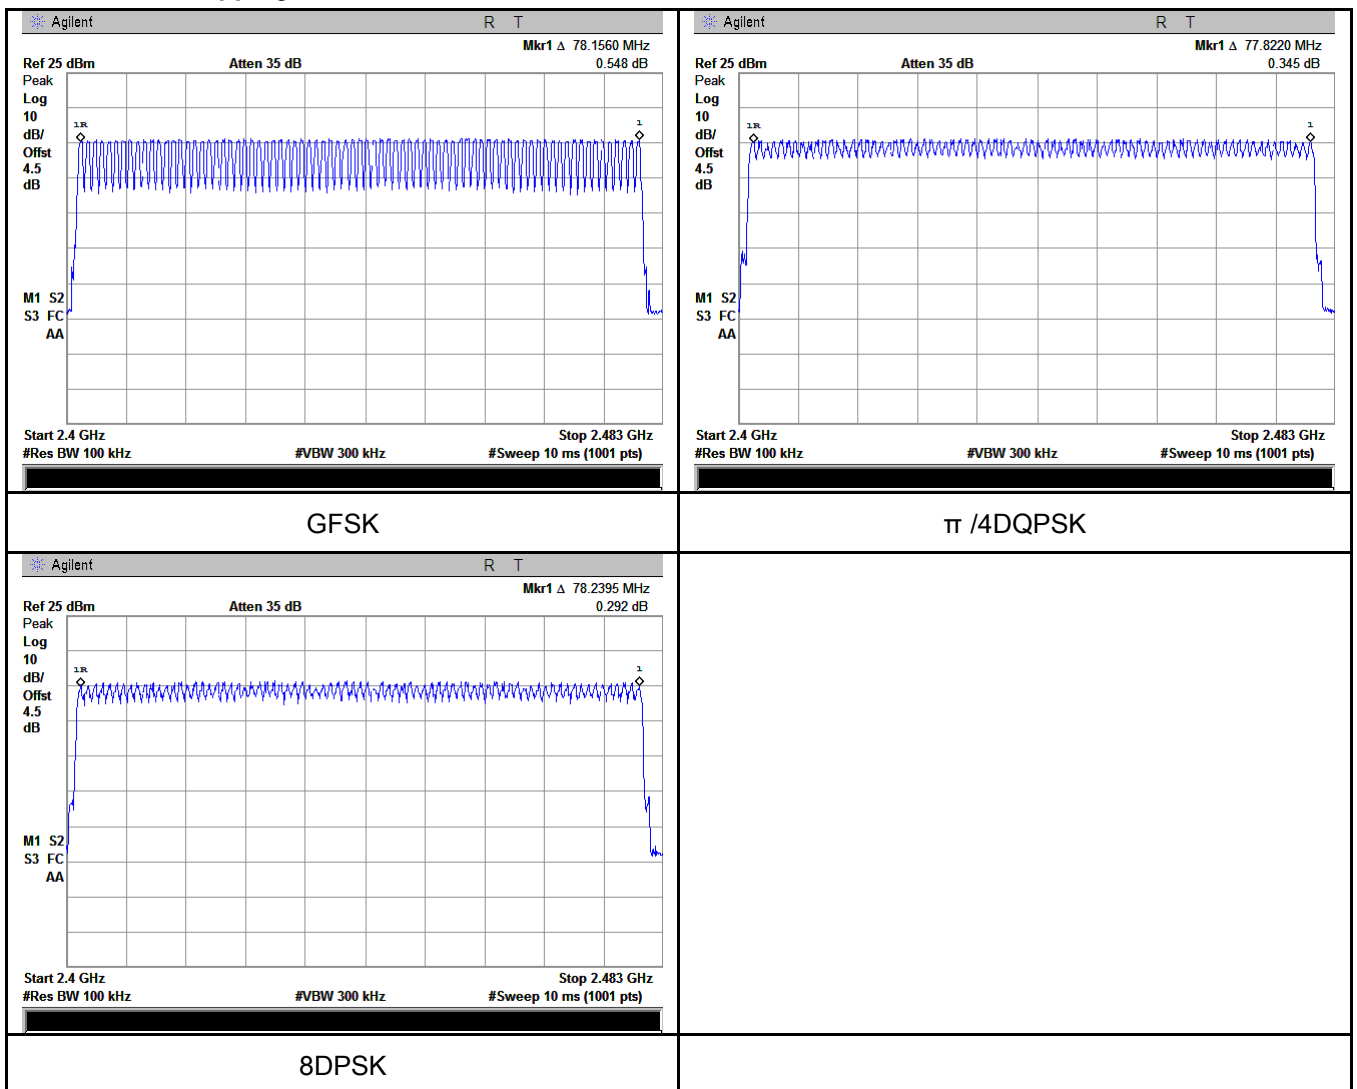 Agilent R T
Mkr1 Δ 78.1560 MHz
Ref 25 dBm Atten 35 dB 0.548 dB
Peak
Log
10
dB/
Offst
4.5
dB
1R 1
M1 S2
S3 FC
AA
Start 2.4 GHz Stop 2.483 GHz
#Res BW 100 kHz #VBW 300 kHz #Sweep 10 ms (1001 pts)
GFSK
Agilent R T
Mkr1 Δ 77.8220 MHz
Ref 25 dBm Atten 35 dB 0.345 dB
Peak
Log
10
dB/
Offst
4.5
dB
1R 1
M1 S2
S3 FC
AA
Start 2.4 GHz Stop 2.483 GHz
#Res BW 100 kHz #VBW 300 kHz #Sweep 10 ms (1001 pts)
π /4DQPSK
Agilent R T
Mkr1 Δ 78.2395 MHz
Ref 25 dBm Atten 35 dB 0.292 dB
Peak
Log
10
dB/
Offst
4.5
dB
1R 1
M1 S2
S3 FC
AA
Start 2.4 GHz Stop 2.483 GHz
#Res BW 100 kHz #VBW 300 kHz #Sweep 10 ms (1001 pts)
8DPSK